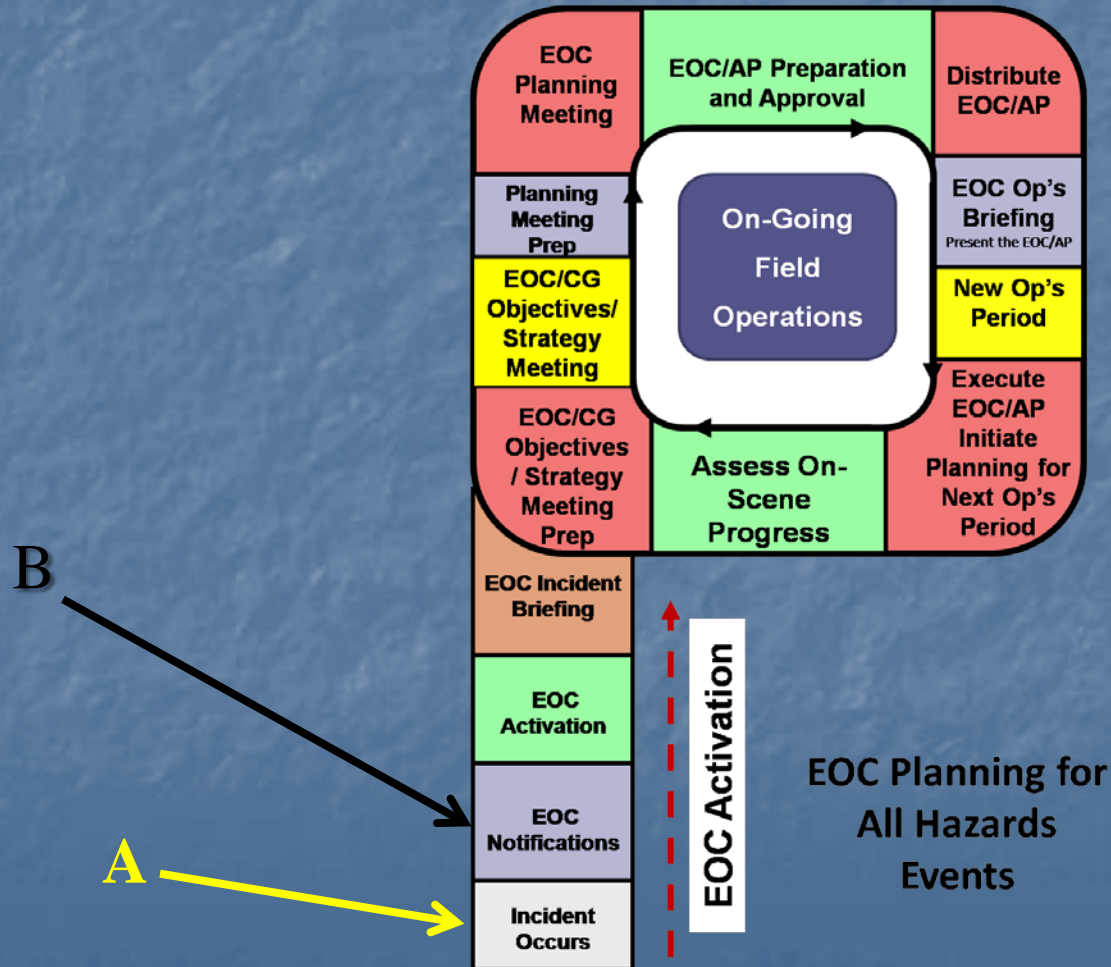 EOC
Planning
Meeting
EOC/AP Preparation
and Approval
Distribute
EOC/AP
Planning
Meeting
Prep
EOC Op's
Briefing
Present the EOC/AP
On-Going
Field
Operations
EOC/CG
Objectives/
Strategy
Meeting
New Op's
Period
EOC/CG
Objectives
/ Strategy
Meeting
Prep
Assess On-
Scene
Progress
Execute
EOC/AP
Initiate
Planning for
Next Op's
Period
B
EOC Incident
Briefing
EOC
Activation
EOC Activation
EOC
Notifications
EOC Planning for
All Hazards
Events
A
Incident
Occurs